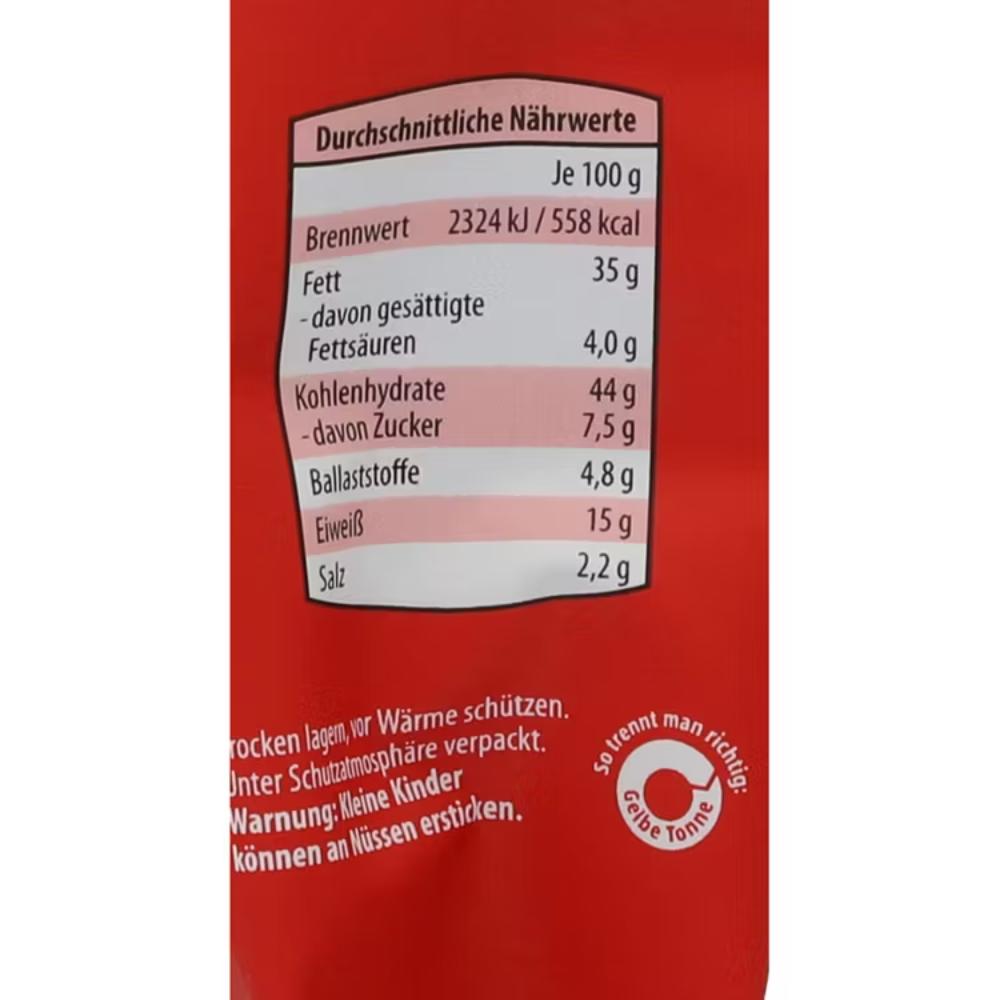 Durchschnittliche Nährwerte
Je 100 g
Brennwert 2324 kJ / 558 kcal
Fett 35 g
- davon gesättigte
Fettsäuren 4,0 g
Kohlenhydrate 44 g
- davon Zucker 7,5 g
Ballaststoffe 4,8 g
Eiweiß 15 g
Salz 2,2 g
rocken lagern, vor Wärme schützen.
Unter Schutzatmosphäre verpackt.
Warnung: Kleine Kinder
können an Nüssen ersticken.
So trennt man richtig:
Gelbe Tonne